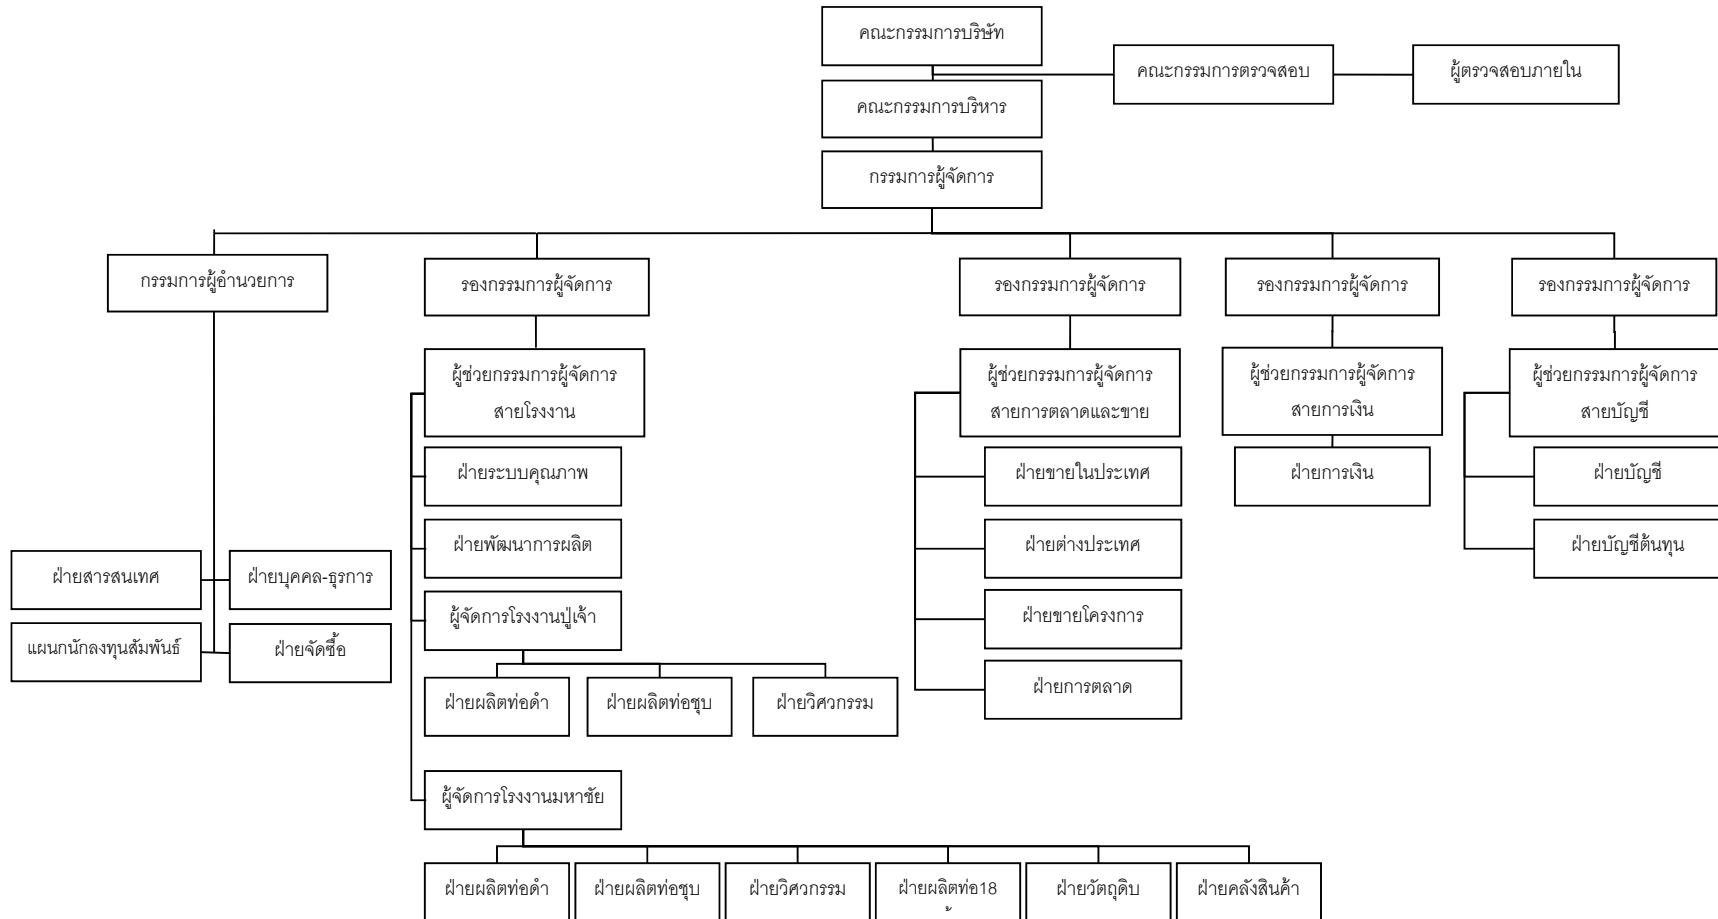 คณะกรรมการบริษัท
คณะกรรมการตรวจสอบ
ผู้ตรวจสอบภายใน
คณะกรรมการบริหาร
กรรมการผู้จัดการ
กรรมการผู้อำนวยการ
รองกรรมการผู้จัดการ
รองกรรมการผู้จัดการ
รองกรรมการผู้จัดการ
รองกรรมการผู้จัดการ
ผู้ช่วยกรรมการผู้จัดการ
สายโรงงาน
ผู้ช่วยกรรมการผู้จัดการ
สายการตลาดและขาย
ผู้ช่วยกรรมการผู้จัดการ
สายการเงิน
ผู้ช่วยกรรมการผู้จัดการ
สายบัญชี
ฝ่ายระบบคุณภาพ
ฝ่ายขายในประเทศ
ฝ่ายการเงิน
ฝ่ายบัญชี
ฝ่ายพัฒนาการผลิต
ฝ่ายต่างประเทศ
ฝ่ายบัญชีต้นทุน
ฝ่ายสารสนเทศ
ฝ่ายบุคคล-ธุรการ
ผู้จัดการโรงงานปู่เจ้า
ฝ่ายขายโครงการ
แผนกนักลงทุนสัมพันธ์
ฝ่ายจัดซื้อ
ฝ่ายการตลาด
ฝ่ายผลิตท่อดำ
ฝ่ายผลิตท่อชุบ
ฝ่ายวิศวกรรม
ผู้จัดการโรงงานมหาชัย
ฝ่ายผลิตท่อดำ
ฝ่ายผลิตท่อชุบ
ฝ่ายวิศวกรรม
ฝ่ายผลิตท่อ18
ฝ่ายวัตถุดิบ
ฝ่ายคลังสินค้า